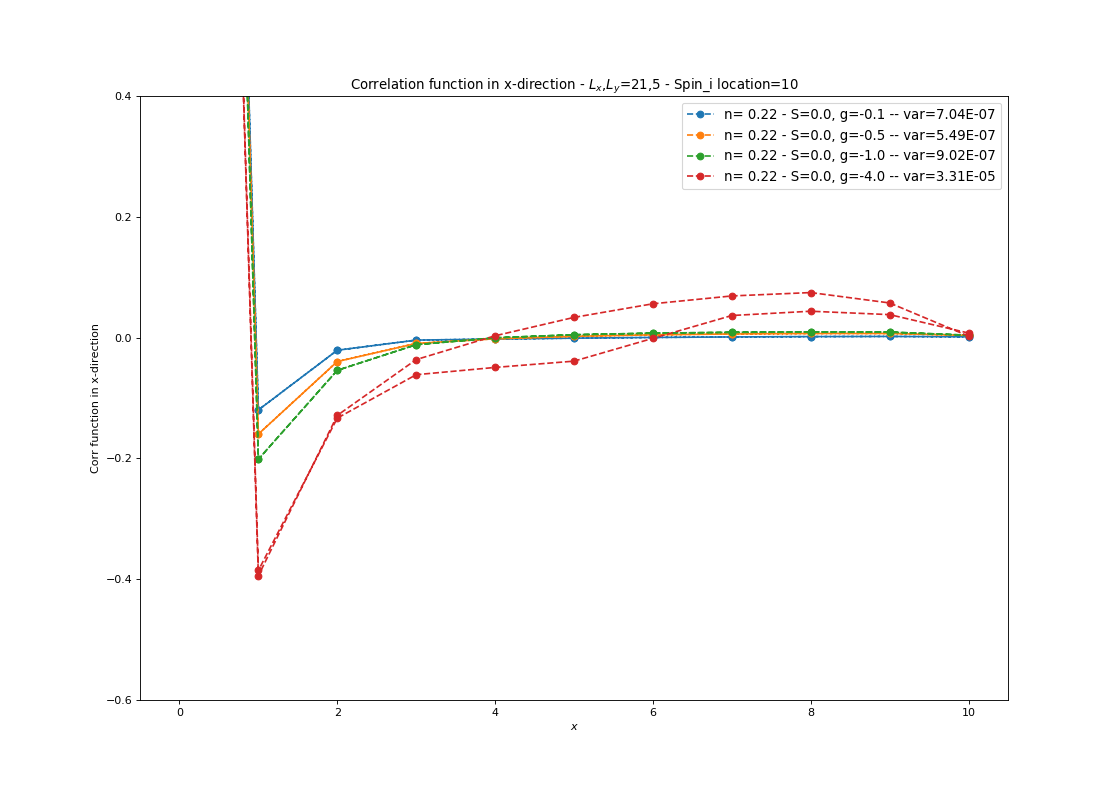 Correlation function in x-direction - Lx,Ly=21,5 - Spin_i location=10
n= 0.22 - S=0.0, g=-0.1 -- var=7.04E-07
n= 0.22 - S=0.0, g=-0.5 -- var=5.49E-07
n= 0.22 - S=0.0, g=-1.0 -- var=9.02E-07
n= 0.22 - S=0.0, g=-4.0 -- var=3.31E-05
Corr function in x-direction
0.4
0.2
0.0
−0.2
−0.4
−0.6
0 2 4 6 8 10
x